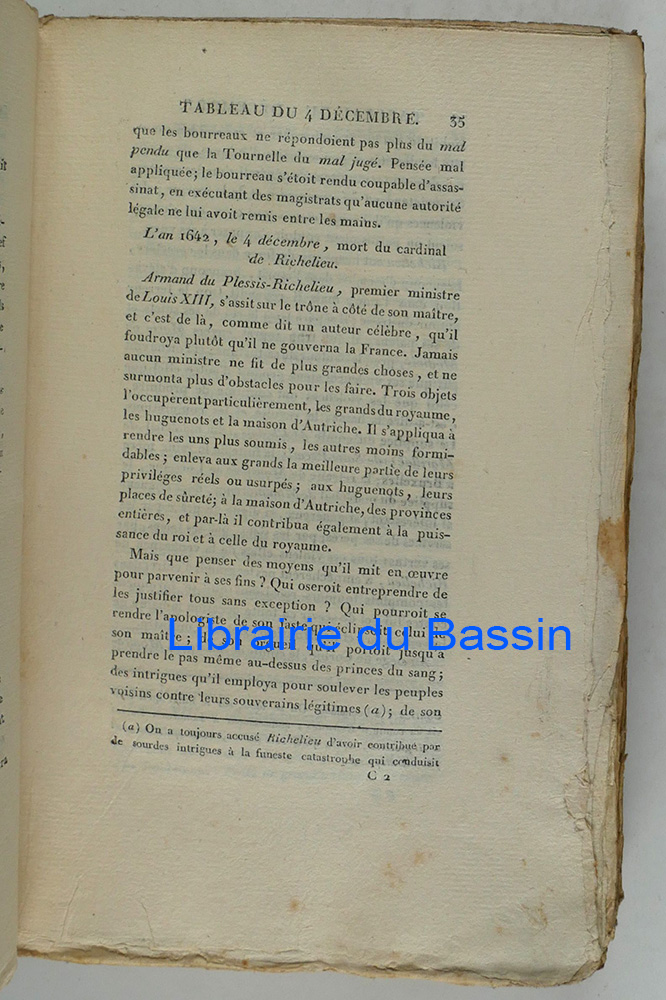 TABLEAU DU 4 DÉCEMBRE. 35
que les bourreaux ne répondoient pas plus du mal
pendu que la Tournelle du mal jugé. Pensée mal
appliquée; le bourreau s'étoit rendu coupable d'assas-
sinat, en exécutant des magistrats qu'aucune autorité
légale ne lui avoit remis entre les mains.
L'an 1642, le 4 décembre, mort du cardinal
de Richelieu.
Armand du Plessis-Richelieu, premier ministre
de Louis XIII, s'assit sur le trône à côté de son maître,
et c'est de là, comme dit un auteur célèbre, qu'il
foudroya plutôt qu'il ne gouverna la France. Jamais
aucun ministre ne fit de plus grandes choses, et ne
surmonta plus d'obstacles pour les faire. Trois objets
l'occupèrent particulièrement, les grands du royaume,
les huguenots et la maison d'Autriche. Il s'appliqua à
rendre les uns plus soumis, les autres moins formi-
dables; enleva aux grands la meilleure partie de leurs
priviléges réels ou usurpés; aux huguenots, leurs
places de sûreté; à la maison d'Autriche, des provinces
entières, et par-là il contribua également à la puis-
sance du roi et à celle du royaume.
Mais que penser des moyens qu'il mit en œuvre
pour parvenir à ses fins? Qui oseroit entreprendre de
les justifier tous sans exception? Qui pourroit se
rendre l'apologiste de son faste qui éclipsoit celui de
son maître; de son orgueil qu'il portoit jusqu'à
Librairie du Bassin
prendre le pas même au-dessus des princes du sang;
des intrigues qu'il employa pour soulever les peuples
voisins contre leurs souverains légitimes (a); de son
(a) On a toujours accusé Richelieu d'avoir contribué par
de sourdes intrigues à la funeste catastrophe qui conduisit
C 2